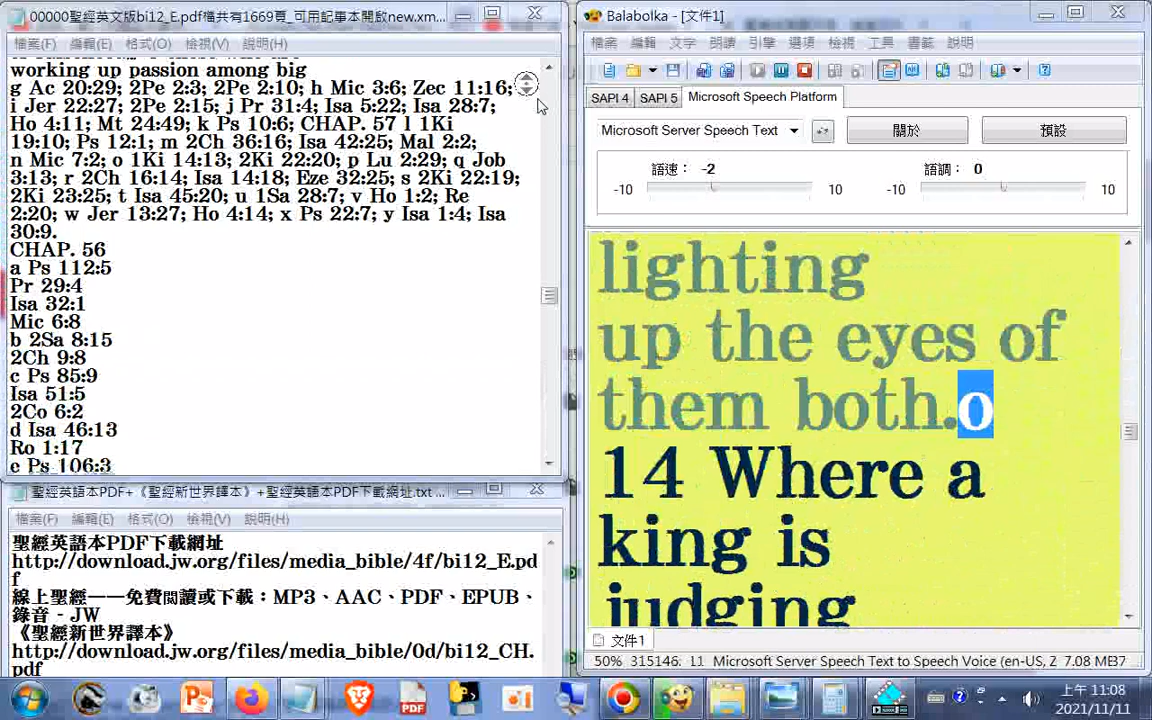 00000聖經英文版bi12_E.pdf檔共有1669頁_可用記事本開啟new.xm...
檔案(F) 編輯(E) 格式(O) 檢視(V) 說明(H)
working up passion among big
g Ac 20:29; 2Pe 2:3; 2Pe 2:10; h Mic 3:6; Zec 11:16;
i Jer 22:27; 2Pe 2:15; j Pr 31:4; Isa 5:22; Isa 28:7;
Ho 4:11; Mt 24:49; k Ps 10:6; CHAP. 57 l 1Ki
19:10; Ps 12:1; m 2Ch 36:16; Isa 42:25; Mal 2:2;
n Mic 7:2; o 1Ki 14:13; 2Ki 22:20; p Lu 2:29; q Job
3:13; r 2Ch 16:14; Isa 14:18; Eze 32:25; s 2Ki 22:19;
2Ki 23:25; t Isa 45:20; u 1Sa 28:7; v Ho 1:2; Re
2:20; w Jer 13:27; Ho 4:14; x Ps 22:7; y Isa 1:4; Isa
30:9.
CHAP. 56
a Ps 112:5
Pr 29:4
Isa 32:1
Mic 6:8
b 2Sa 8:15
2Ch 9:8
c Ps 85:9
Isa 51:5
2Co 6:2
d Isa 46:13
Ro 1:17
e Ps 106:3
聖經英語本PDF+《聖經新世界譯本》+聖經英語本PDF下載網址.txt ...
檔案(F) 編輯(E) 格式(O) 檢視(V) 說明(H)
聖經英語本PDF下載網址
http://download.jw.org/files/media_bible/4f/bi12_E.pd
f
線上聖經——免費閱讀或下載：MP3、AAC、PDF、EPUB、
錄音 - JW
《聖經新世界譯本》
http://download.jw.org/files/media_bible/0d/bi12_CH.
pdf
Balabolka - [文件1]
檔案 編輯 文字 朗讀 引擎 選項 檢視 工具 書籤 說明
SAPI 4 SAPI 5 Microsoft Speech Platform
Microsoft Server Speech Text 關於 預設
語速： -2 語調： 0
-10 10 -10 10
lighting
up the eyes of
them both.o
14 Where a
king is
judging
文件1
50% 315146: 11 Microsoft Server Speech Text to Speech Voice (en-US, Z 7.08 MB37
PDF
上午 11:08
2021/11/11